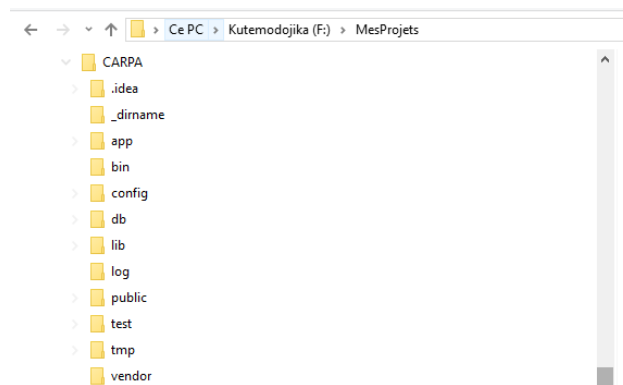 Ce PC > Kutemodojika (F:) > MesProjets
CARPA
.idea
_dirname
app
bin
config
db
lib
log
public
test
tmp
vendor